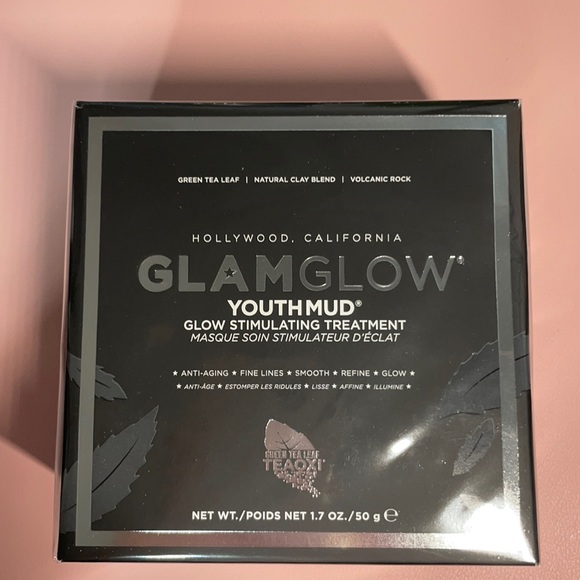 GREEN TEA LEAF | NATURAL CLAY BLEND | VOLCANIC ROCK
HOLLYWOOD, CALIFORNIA
GLAMGLOW®
YOUTHMUD®
GLOW STIMULATING TREATMENT
MASQUE SOIN STIMULATEUR D'ÉCLAT
★ ANTI-AGING ★ FINE LINES ★ SMOOTH ★ REFINE ★ GLOW ★
★ ANTI-ÂGE ★ ESTOMPER LES RIDULES ★ LISSE ★ AFFINE ★ ILLUMINE ★
GREEN TEA LEAF
TEAOXI
NET WT./POIDS NET 1.7 OZ./50 g ℮